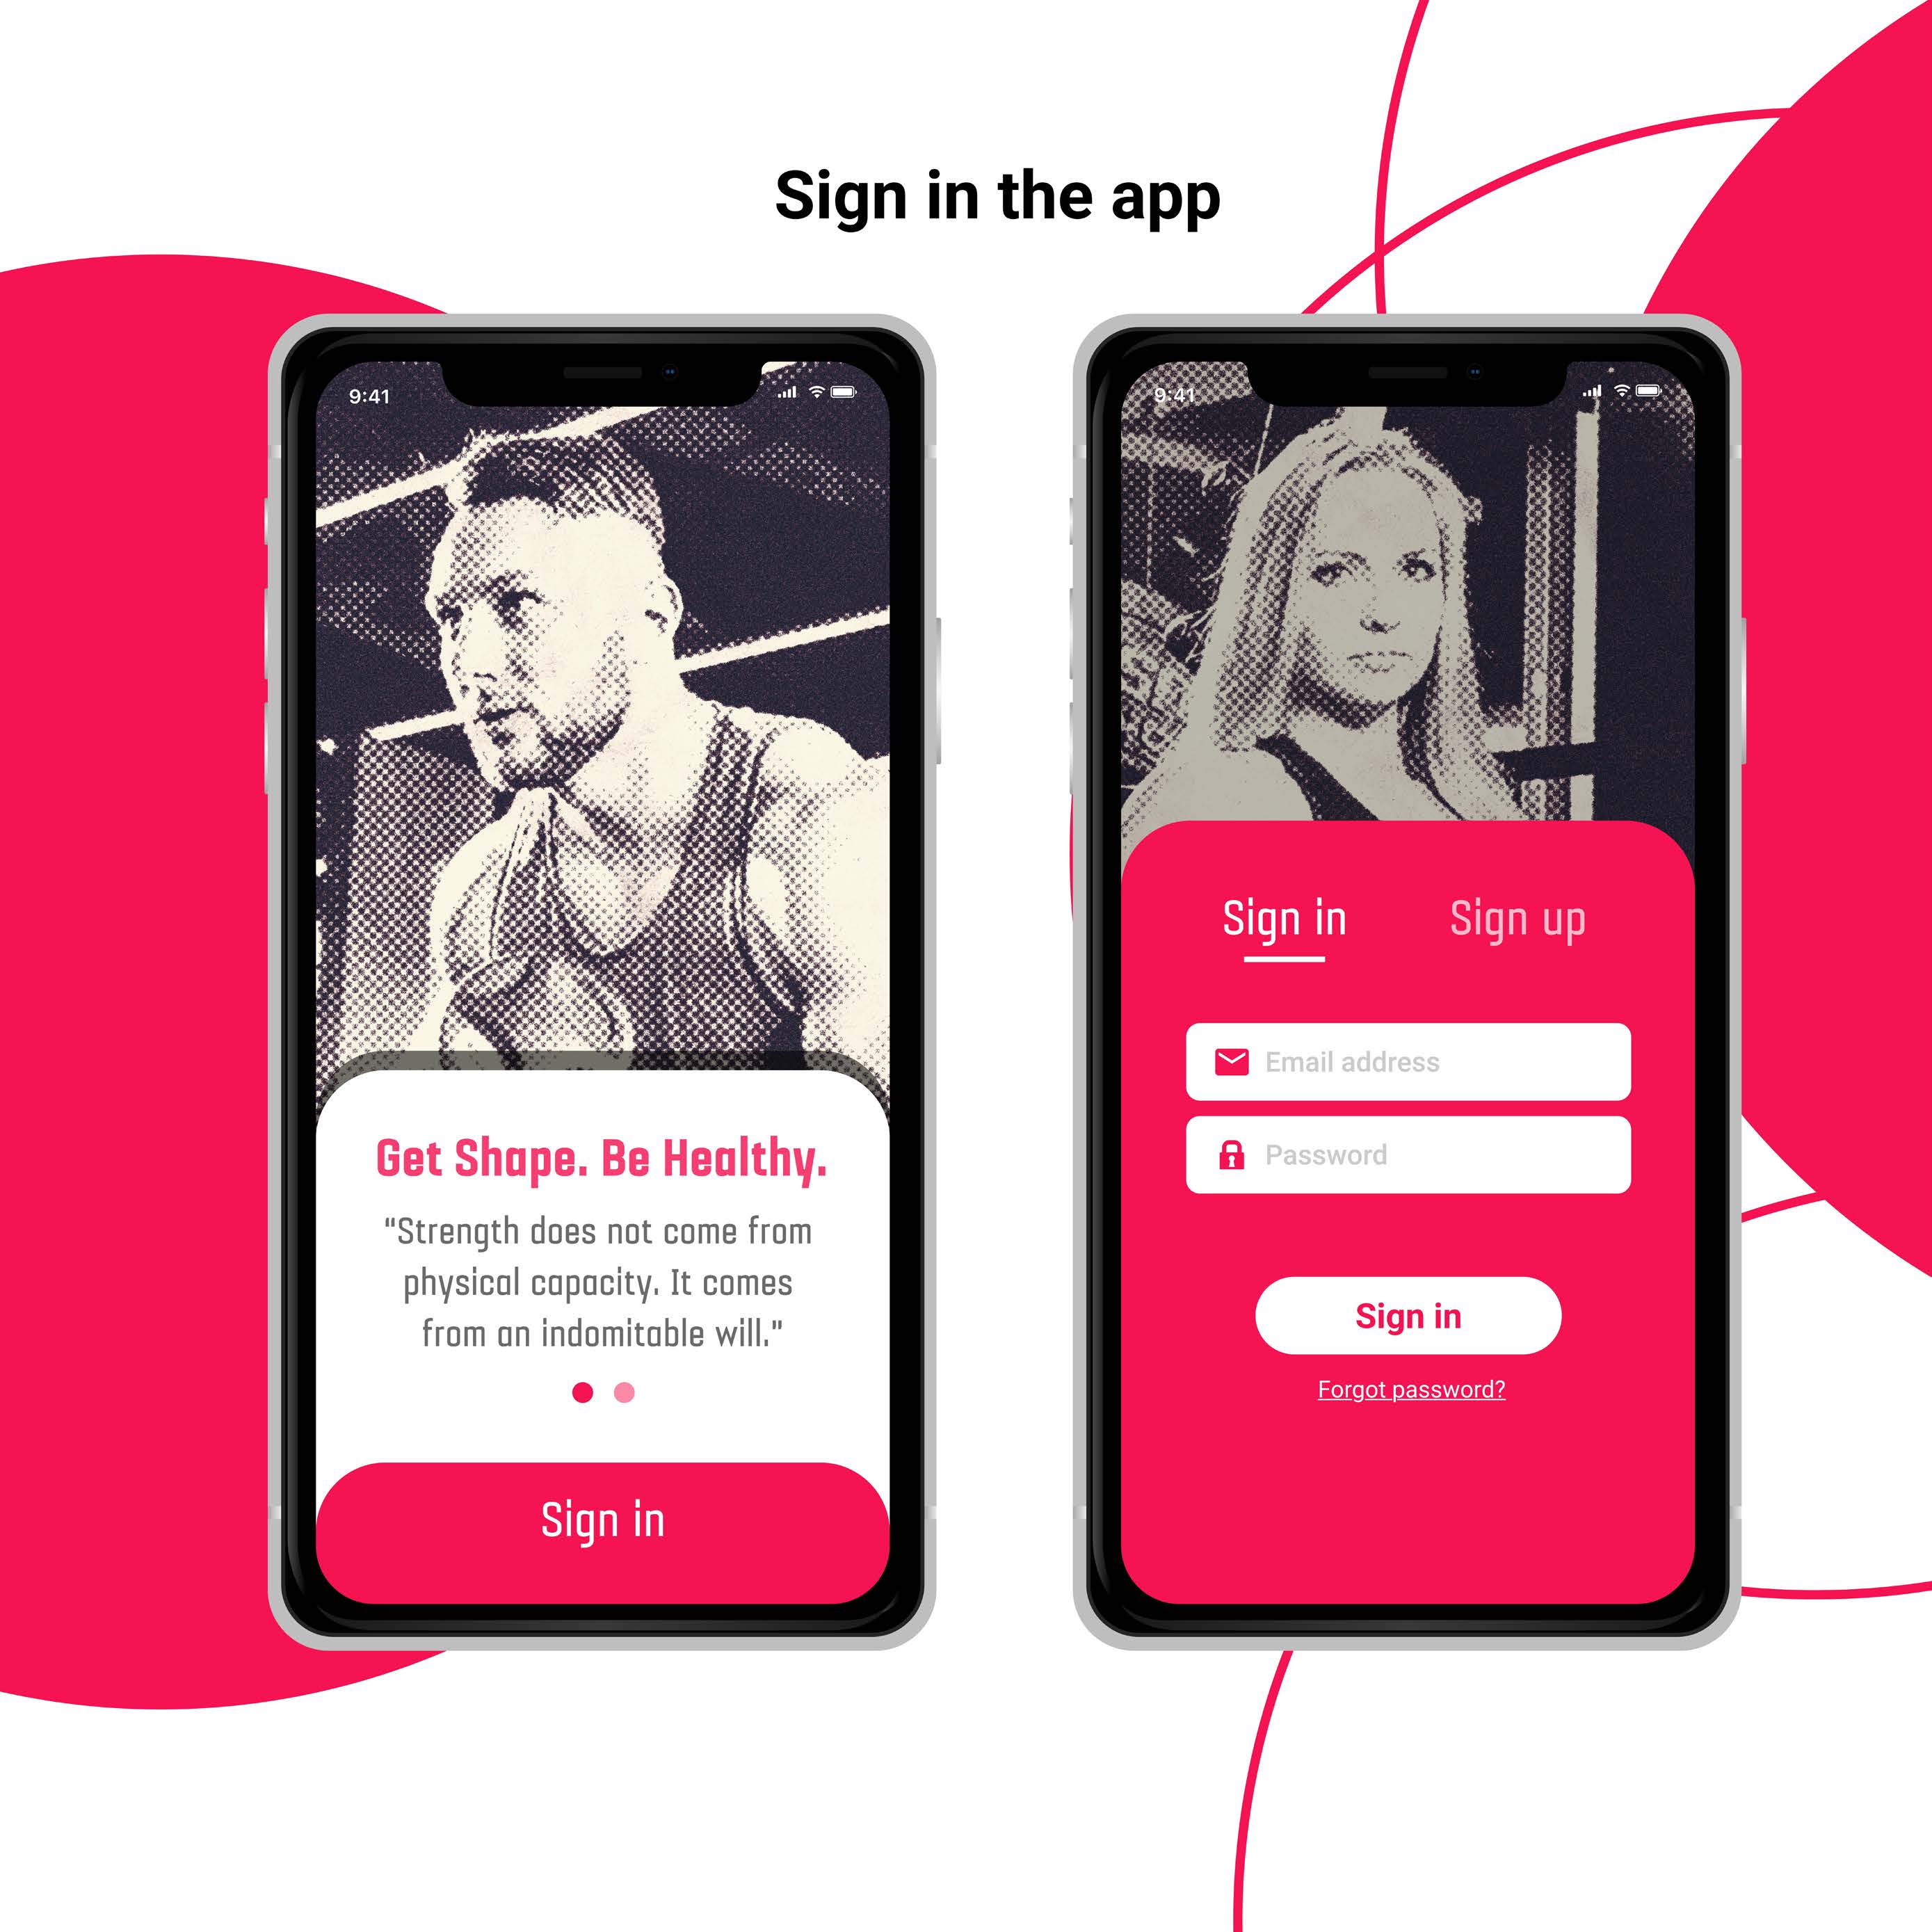 Sign in the app
9:41
Get Shape. Be Healthy.
“Strength does not come from
physical capacity. It comes
from an indomitable will.”
Sign in
9:41
Sign in Sign up
Email address
Password
Sign in
Forgot password?